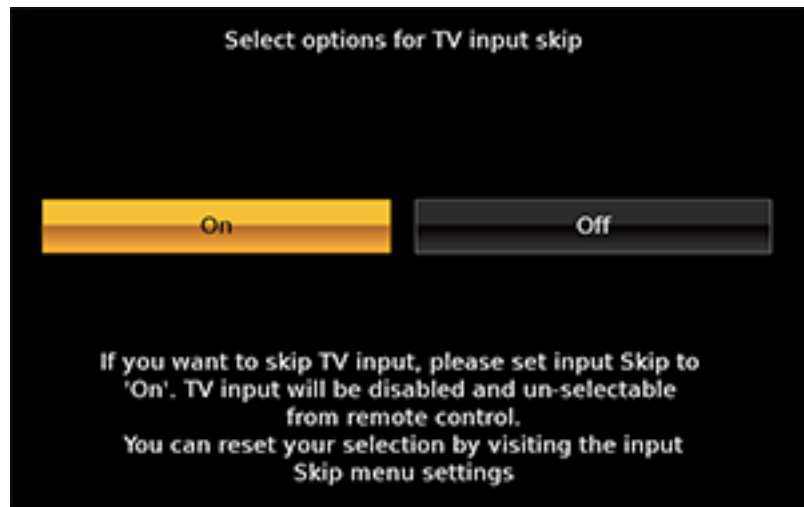 Select options for TV input skip
On
Off
If you want to skip TV input, please set input Skip to
'On'. TV input will be disabled and un-selectable
from remote control.
You can reset your selection by visiting the input
Skip menu settings